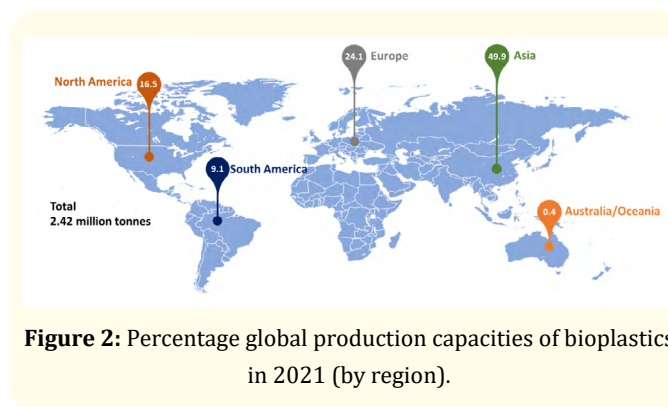 24.1 Europe
49.9 Asia
North America 16.5
9.1 South America
Total
2.42 million tonnes
0.4 Australia/Oceania
Figure 2: Percentage global production capacities of bioplastics
in 2021 (by region).